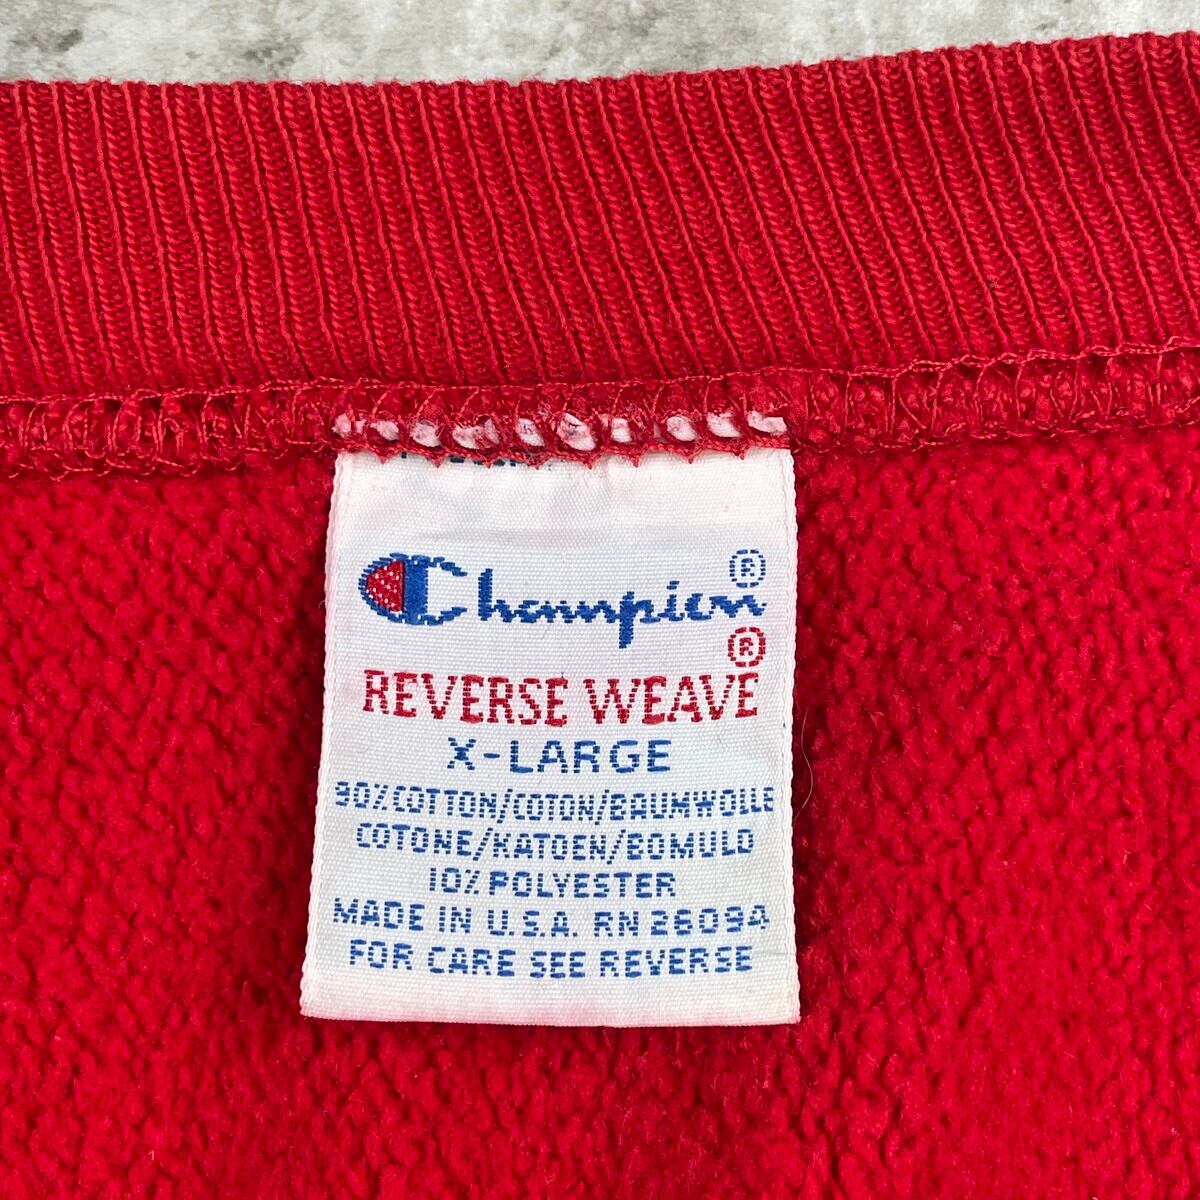 Champion®
REVERSE WEAVE®
X-LARGE
90% COTTON/COTON/BAUMWOLLE
COTONE/KATOEN/BOMULD
10% POLYESTER
MADE IN U.S.A. RN 26094
FOR CARE SEE REVERSE